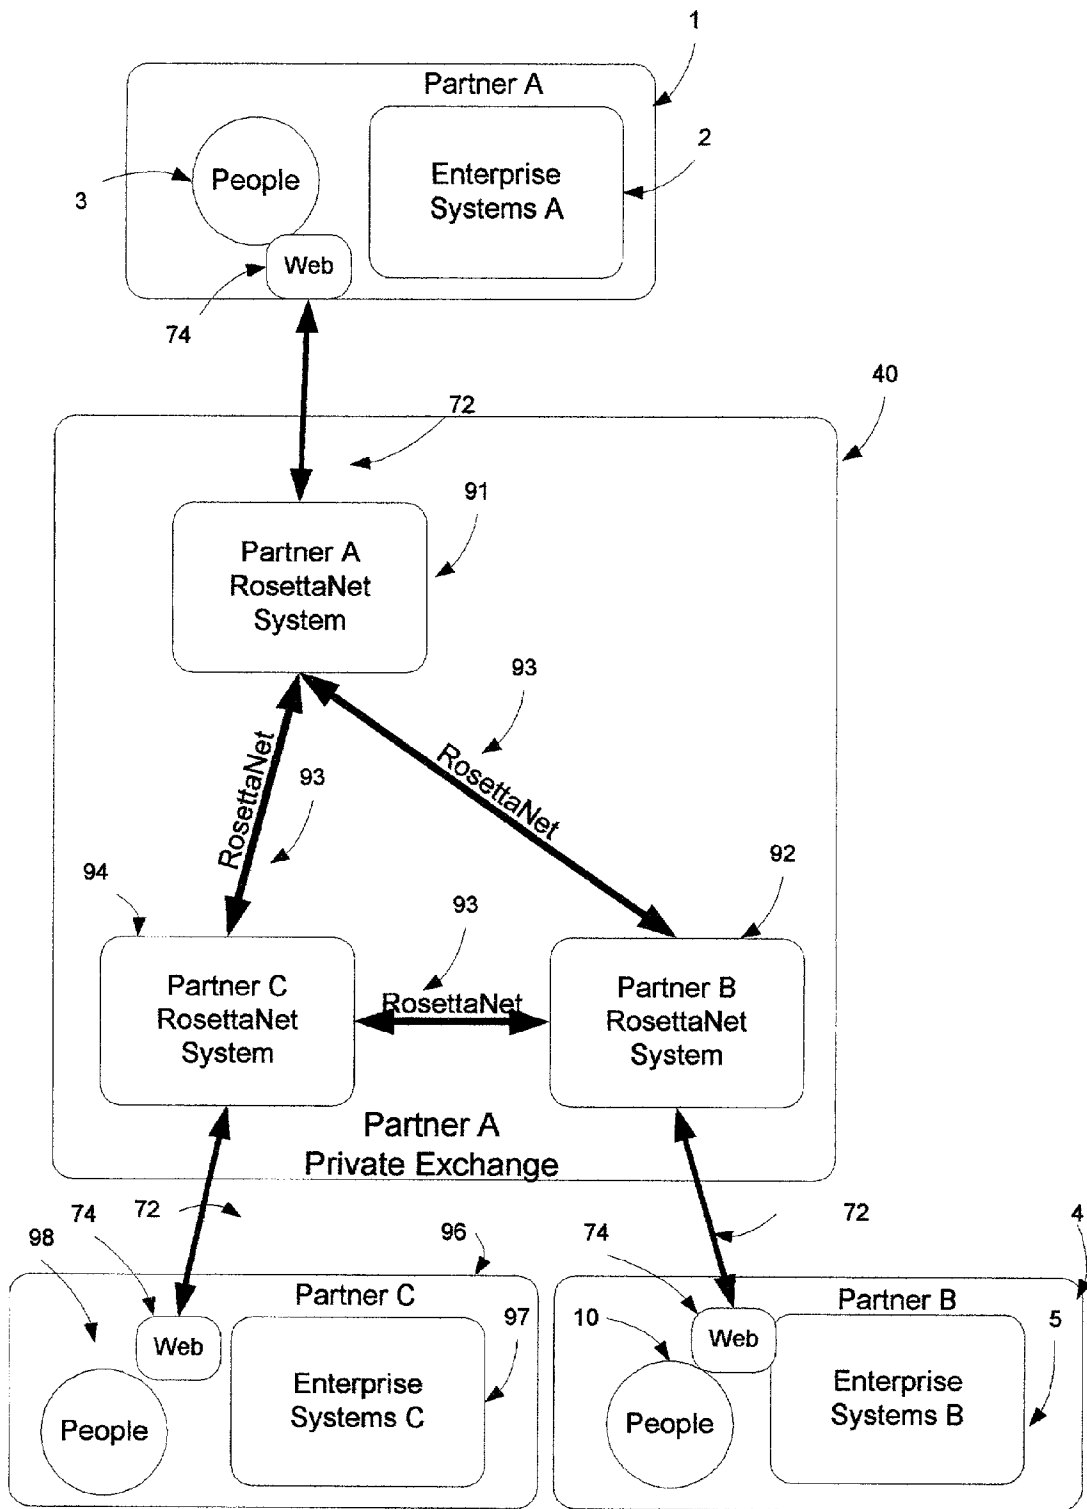 1
Partner A
2
People
Enterprise
Systems A
3
Web
74
40
72
91
Partner A
RosettaNet
System
93
RosettaNet
RosettaNet
93
94
92
93
Partner C
RosettaNet
System
RosettaNet
Partner B
RosettaNet
System
Partner A
Private Exchange
74
72
98
96
74
72
4
Partner C
Partner B
97
10
5
Web
Web
Enterprise
Systems C
Enterprise
Systems B
People
People